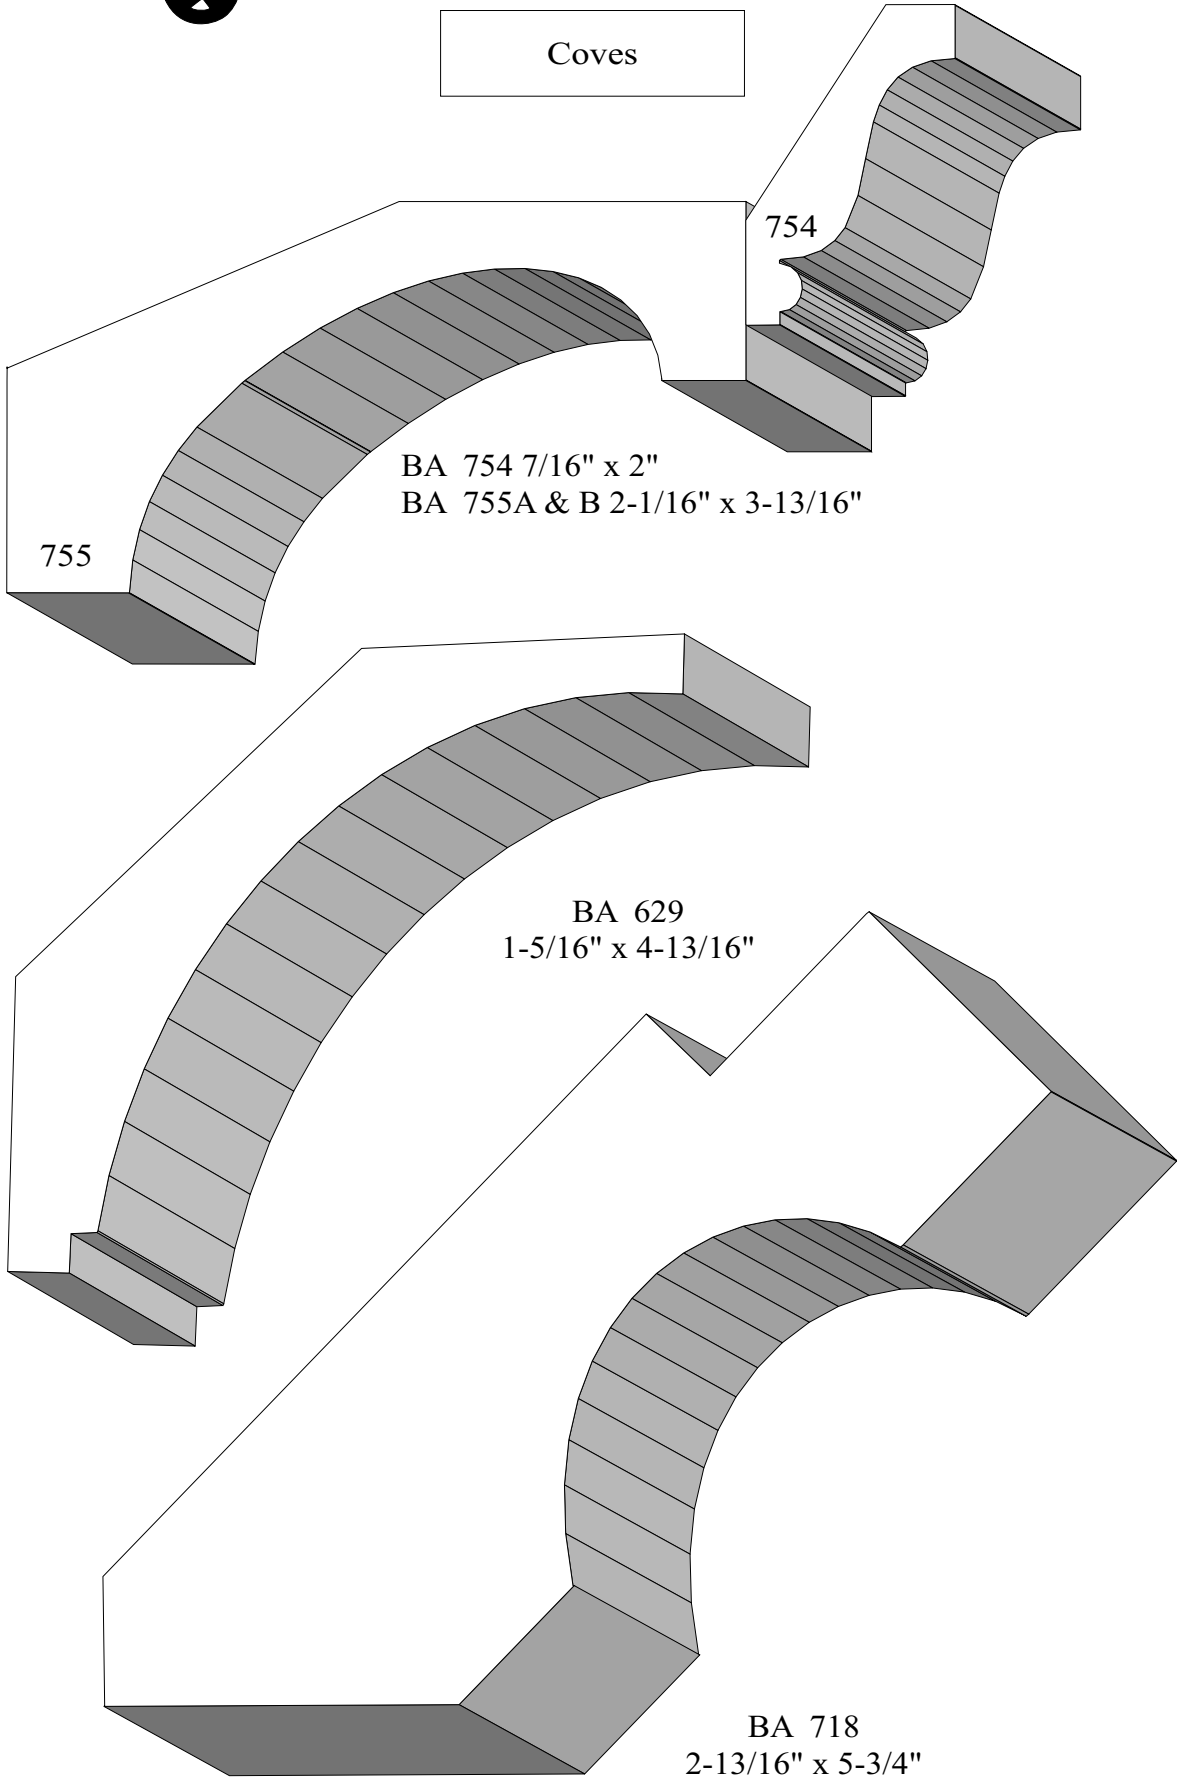 Coves
754
BA 754 7/16" x 2"
BA 755A & B 2-1/16" x 3-13/16"
755
BA 629
1-5/16" x 4-13/16"
BA 718
2-13/16" x 5-3/4"